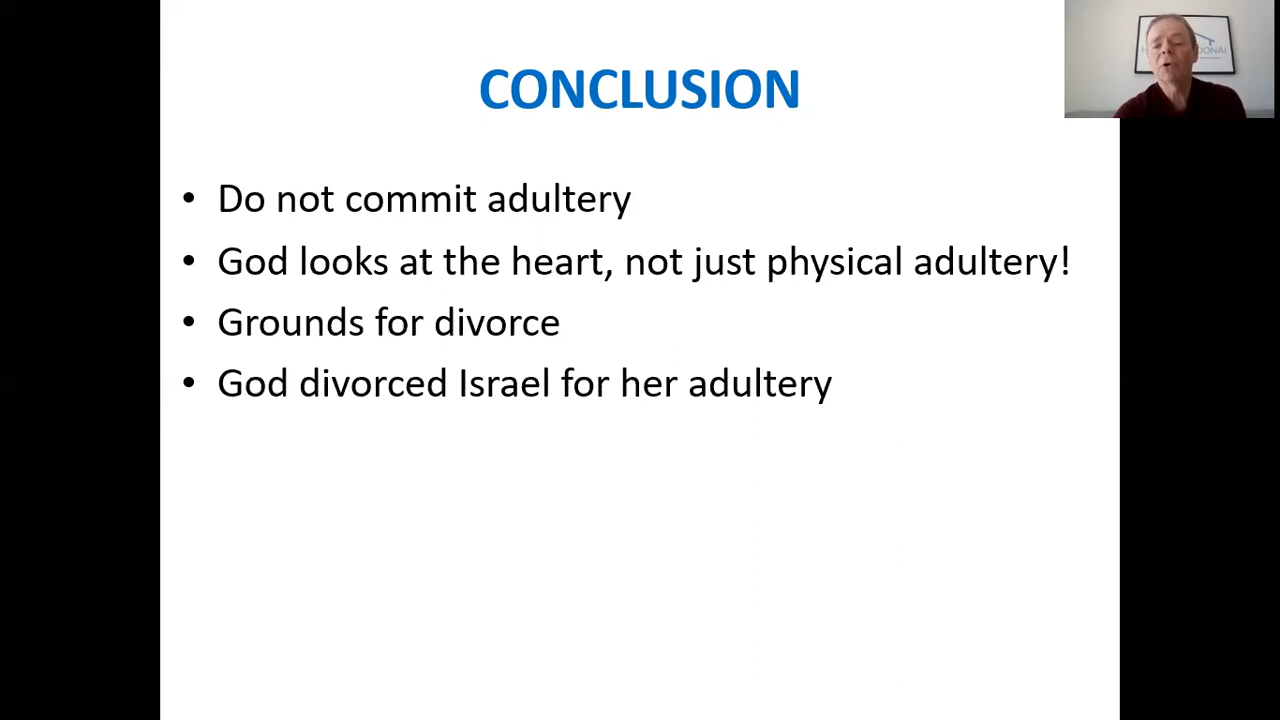 CONCLUSION
• Do not commit adultery
• God looks at the heart, not just physical adultery!
• Grounds for divorce
• God divorced Israel for her adultery